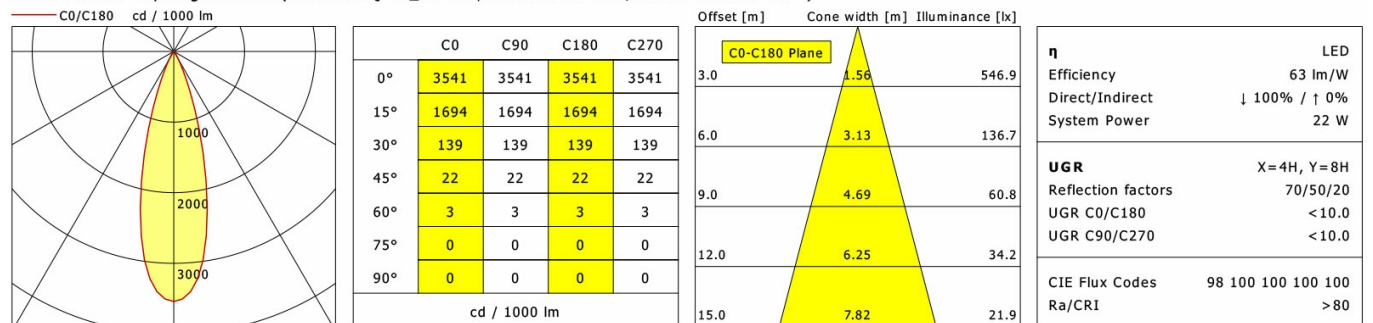 C0/C180 cd / 1000 lm
1000
2000
3000
C0 C90 C180 C270
0° 3541 3541 3541 3541
15° 1694 1694 1694 1694
30° 139 139 139 139
45° 22 22 22 22
60° 3 3 3 3
75° 0 0 0 0
90° 0 0 0 0
cd / 1000 lm
Offset [m] Cone width [m] Illuminance [lx]
C0-C180 Plane
3.0 1.56 546.9
6.0 3.13 136.7
9.0 4.69 60.8
12.0 6.25 34.2
15.0 7.82 21.9
η LED
Efficiency 63 lm/W
Direct/Indirect ↓ 100% / ↑ 0%
System Power 22 W
UGR X=4H, Y=8H
Reflection factors 70/50/20
UGR C0/C180 <10.0
UGR C90/C270 <10.0
CIE Flux Codes 98 100 100 100 100
Ra/CRI >80